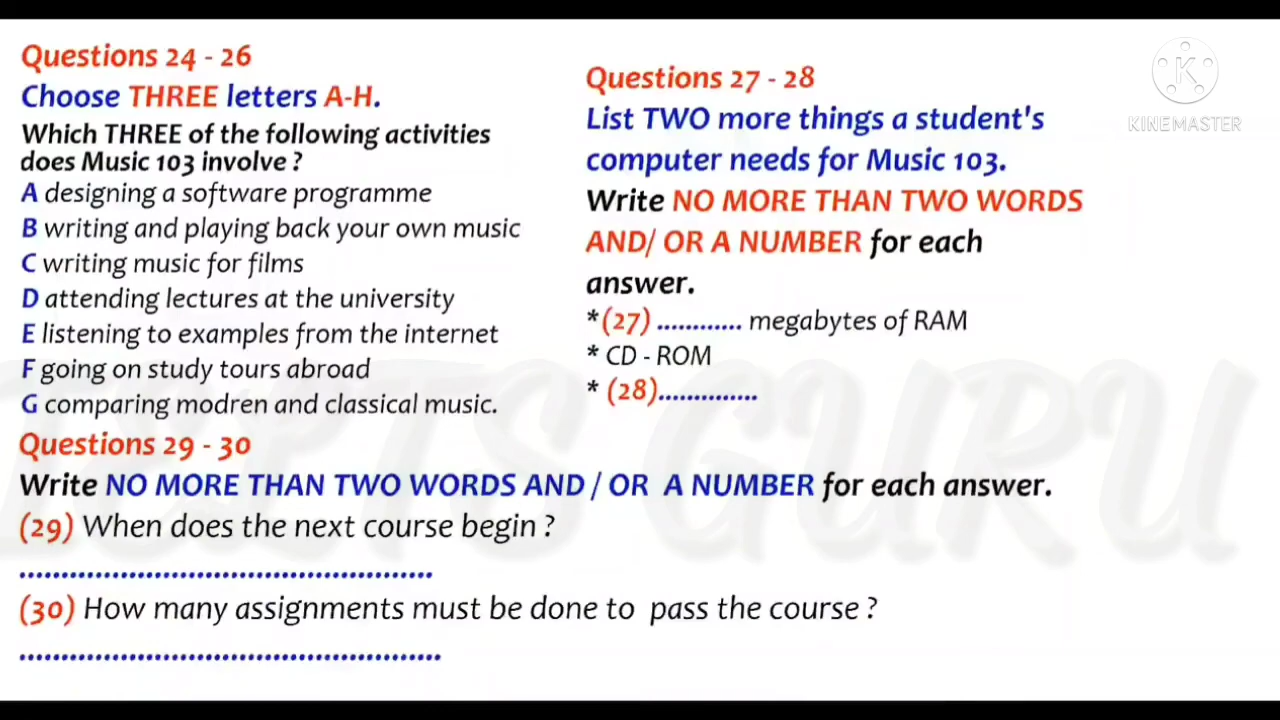 Questions 24 - 26
Choose THREE letters A-H.
Which THREE of the following activities
does Music 103 involve ?
A designing a software programme
B writing and playing back your own music
C writing music for films
D attending lectures at the university
E listening to examples from the internet
F going on study tours abroad
G comparing modren and classical music.
Questions 27 - 28
List TWO more things a student's
computer needs for Music 103.
Write NO MORE THAN TWO WORDS
AND/ OR A NUMBER for each
answer.
*(27) ............ megabytes of RAM
* CD - ROM
* (28)..............
Questions 29 - 30
Write NO MORE THAN TWO WORDS AND / OR A NUMBER for each answer.
(29) When does the next course begin ?
.................................................
(30) How many assignments must be done to pass the course ?
..................................................
KINEMASTER
IELTS GURU